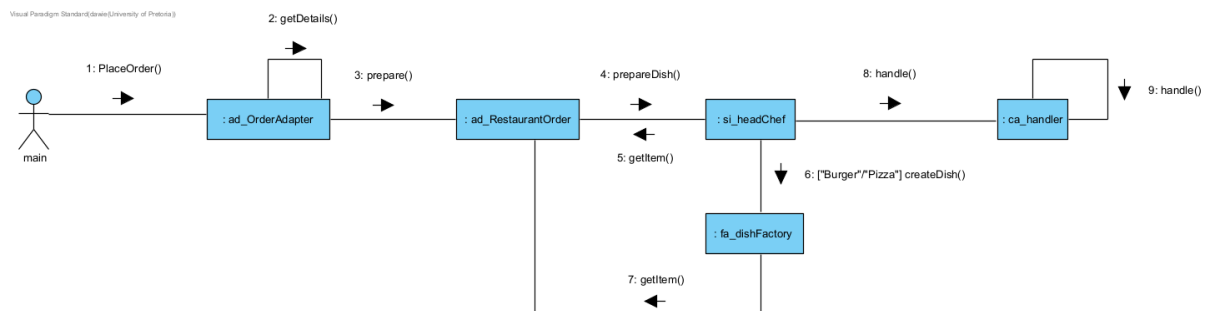 Visual Paradigm Standard(dawie(University of Pretoria))
2: getDetails()
1: PlaceOrder()
3: prepare()
4: prepareDish()
8: handle()
9: handle()
: ad_OrderAdapter
: ad_RestaurantOrder
: si_headChef
: ca_handler
main
5: getItem()
6: ["Burger"/"Pizza"] createDish()
: fa_dishFactory
7: getItem()